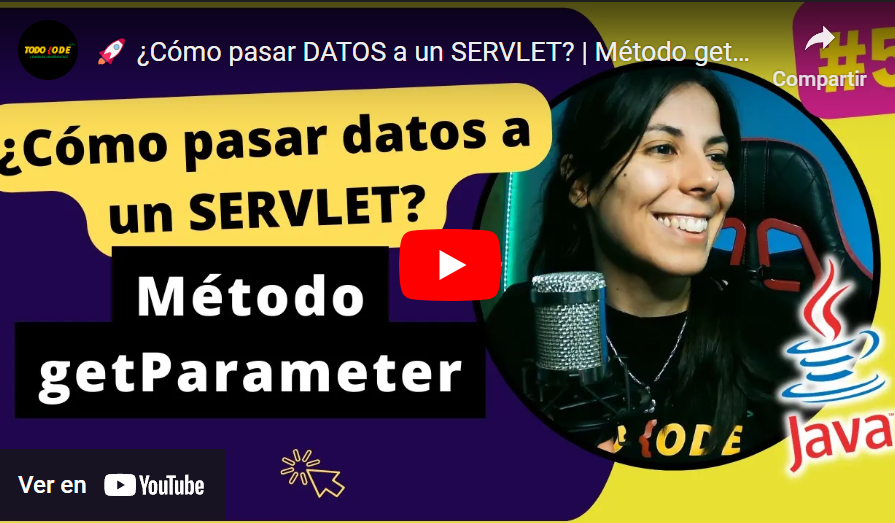 TODO CODE
🚀 ¿Cómo pasar DATOS a un SERVLET? | Método get...
Compartir
#5
¿Cómo pasar datos a
un SERVLET?
Método
getParameter
CODE
Java
Ver en YouTube